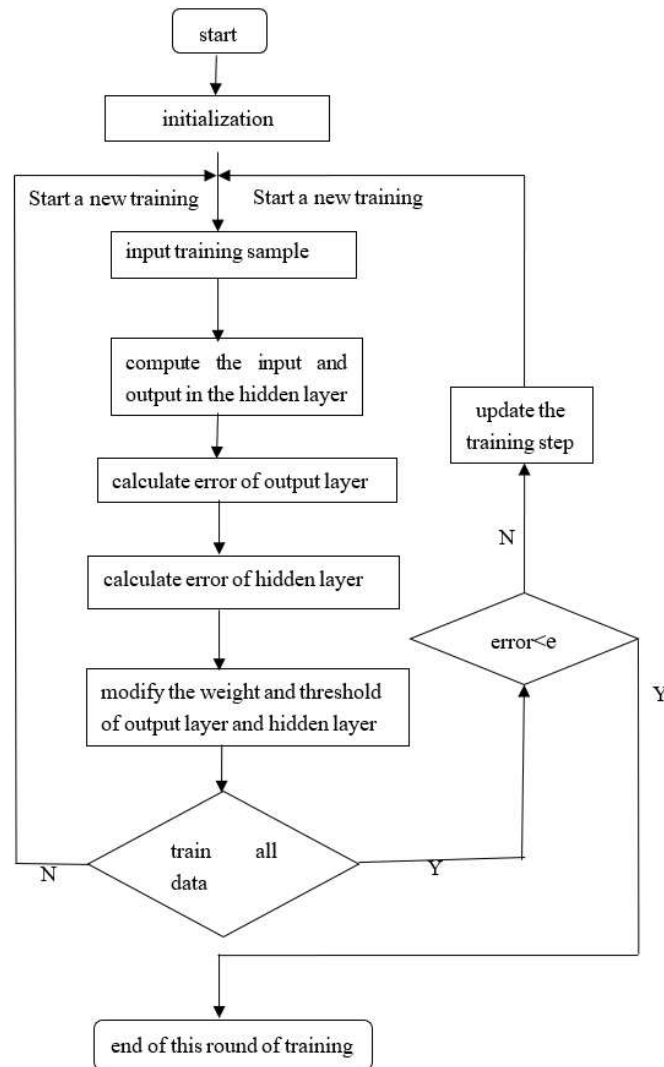 start
initialization
Start a new training
Start a new training
input training sample
compute the input and
output in the hidden layer
update the
training step
calculate error of output layer
N
calculate error of hidden layer
error<e
Y
modify the weight and threshold
of output layer and hidden layer
train all
data
N
Y
end of this round of training